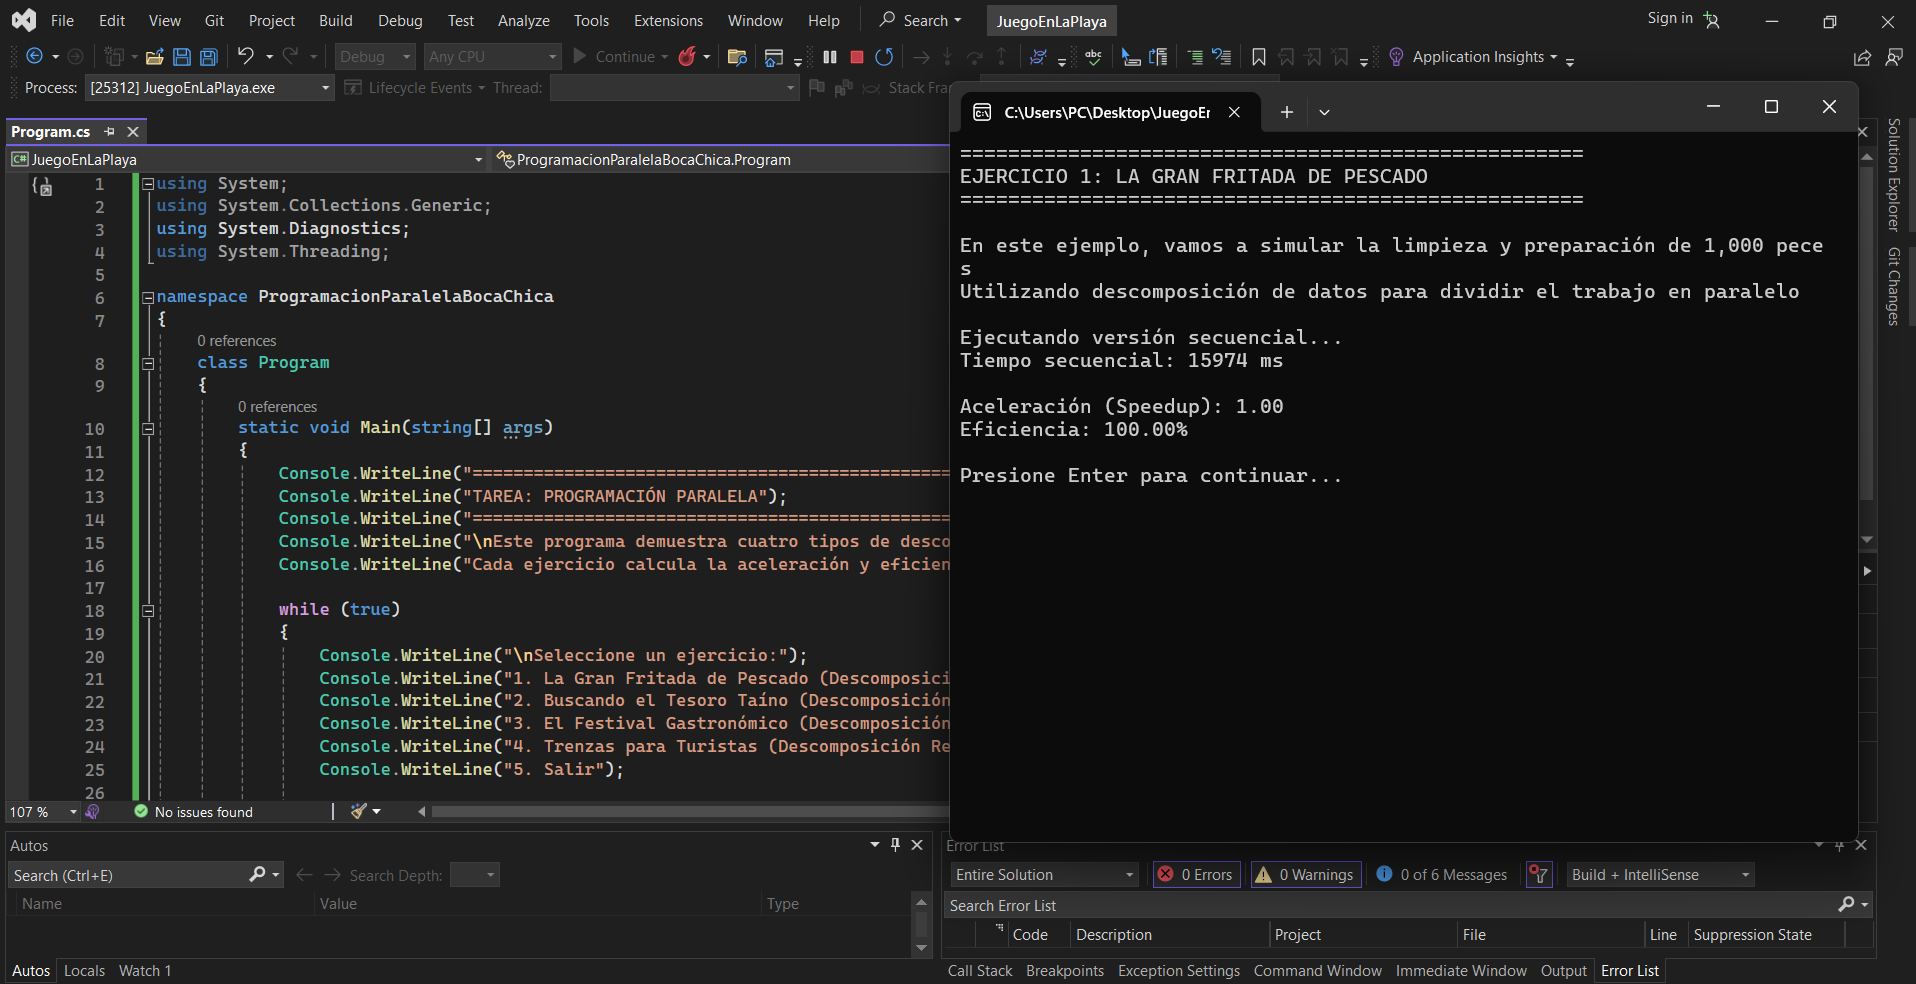 File Edit View Git Project Build Debug Test Analyze Tools Extensions Window Help Search JuegoEnLaPlaya Sign in
Debug Any CPU Continue Application Insights
Process: [25312] JuegoEnLaPlaya.exe Lifecycle Events Thread: Stack Fra
Program.cs
C# JuegoEnLaPlaya ProgramacionParalelaBocaChica.Program
1 using System;
2 using System.Collections.Generic;
3 using System.Diagnostics;
4 using System.Threading;
5
6 namespace ProgramacionParalelaBocaChica
7 {
0 references
8 class Program
9 {
0 references
10 static void Main(string[] args)
11 {
12 Console.WriteLine("===============================================
13 Console.WriteLine("TAREA: PROGRAMACIÓN PARALELA");
14 Console.WriteLine("===============================================
15 Console.WriteLine("\nEste programa demuestra cuatro tipos de desco
16 Console.WriteLine("Cada ejercicio calcula la aceleración y eficien
17
18 while (true)
19 {
20 Console.WriteLine("\nSeleccione un ejercicio:");
21 Console.WriteLine("1. La Gran Fritada de Pescado (Descomposici
22 Console.WriteLine("2. Buscando el Tesoro Taíno (Descomposición
23 Console.WriteLine("3. El Festival Gastronómico (Descomposición
24 Console.WriteLine("4. Trenzas para Turistas (Descomposición Re
25 Console.WriteLine("5. Salir");
26
107 % No issues found
C:\Users\PC\Desktop\JuegoEr
====================================================
EJERCICIO 1: LA GRAN FRITADA DE PESCADO
====================================================
En este ejemplo, vamos a simular la limpieza y preparación de 1,000 pece
s
Utilizando descomposición de datos para dividir el trabajo en paralelo
Ejecutando versión secuencial...
Tiempo secuencial: 15974 ms
Aceleración (Speedup): 1.00
Eficiencia: 100.00%
Presione Enter para continuar...
Solution Explorer
Git Changes
Autos
Search (Ctrl+E) Search Depth:
Name Value Type
Autos Locals Watch 1
Error List
Entire Solution 0 Errors 0 Warnings 0 of 6 Messages Build + IntelliSense
Search Error List
Code Description Project File Line Suppression State
Call Stack Breakpoints Exception Settings Command Window Immediate Window Output Error List